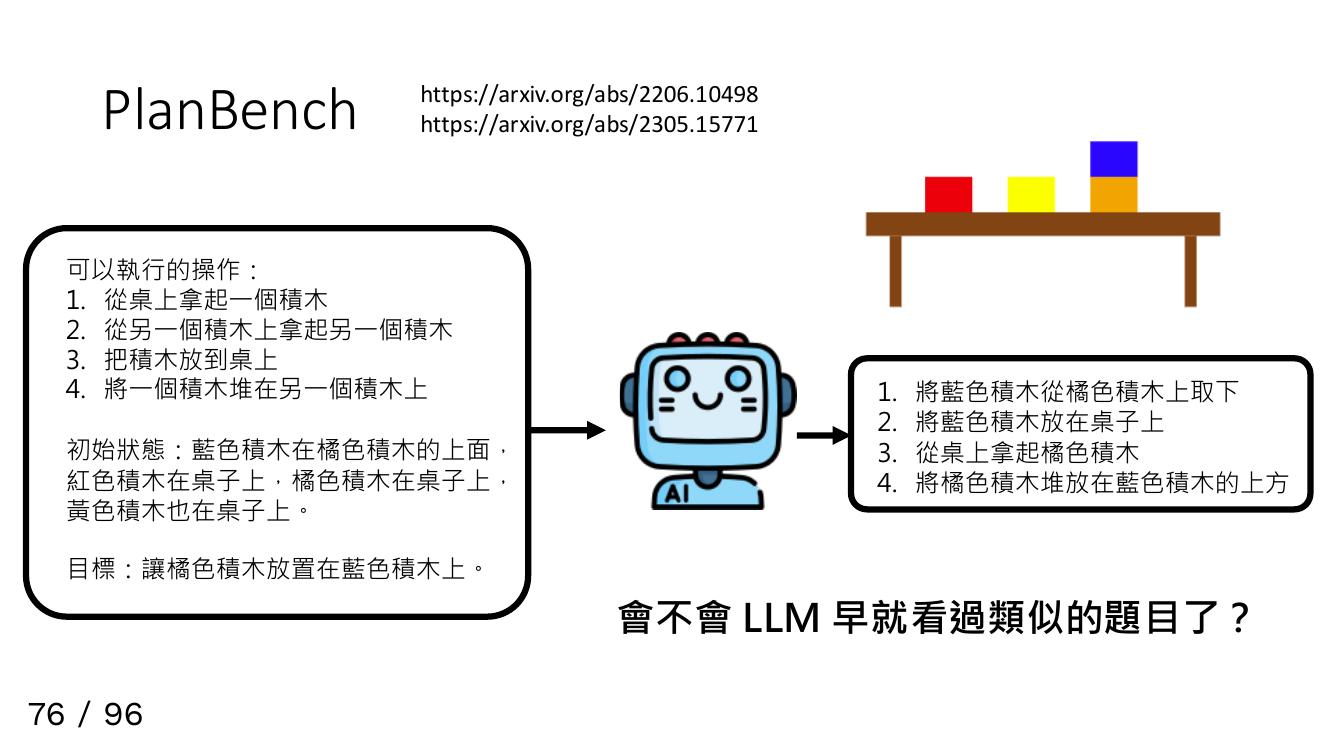 PlanBench
https://arxiv.org/abs/2206.10498
https://arxiv.org/abs/2305.15771
可以執行的操作：
1. 從桌上拿起一個積木
2. 從另一個積木上拿起另一個積木
3. 把積木放到桌上
4. 將一個積木堆在另一個積木上
初始狀態：藍色積木在橘色積木的上面，
紅色積木在桌子上，橘色積木在桌子上，
黃色積木也在桌子上。
目標：讓橘色積木放置在藍色積木上。
AI
1. 將藍色積木從橘色積木上取下
2. 將藍色積木放在桌子上
3. 從桌上拿起橘色積木
4. 將橘色積木堆放在藍色積木的上方
會不會 LLM 早就看過類似的題目了？
76 / 96